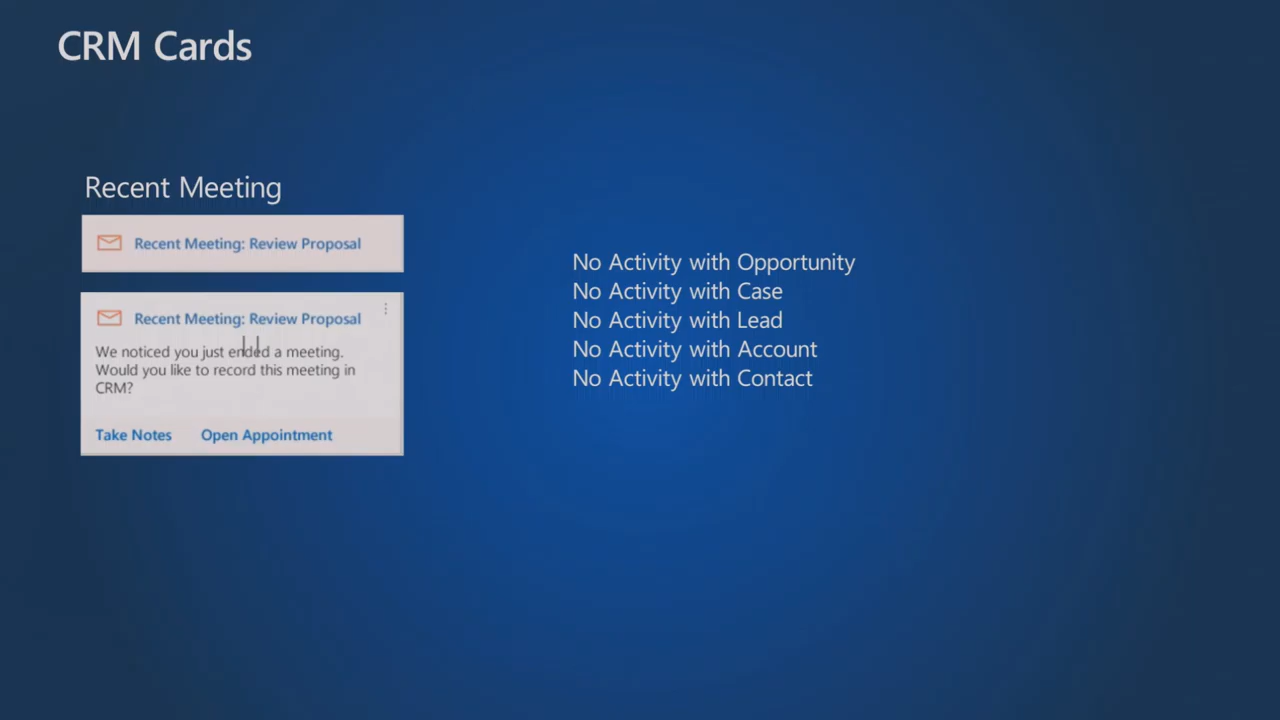 CRM Cards
Recent Meeting
Recent Meeting: Review Proposal
Recent Meeting: Review Proposal
We noticed you just ended a meeting.
Would you like to record this meeting in
CRM?
Take Notes Open Appointment
No Activity with Opportunity
No Activity with Case
No Activity with Lead
No Activity with Account
No Activity with Contact